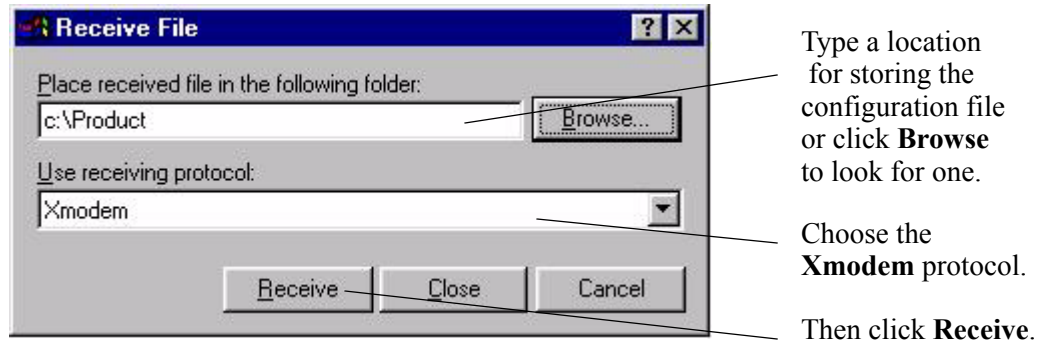 Receive File
Place received file in the following folder:
c:\Product
Browse...
Use receiving protocol:
Xmodem
Receive
Close
Cancel
Type a location
for storing the
configuration file
or click Browse
to look for one.
Choose the
Xmodem protocol.
Then click Receive.